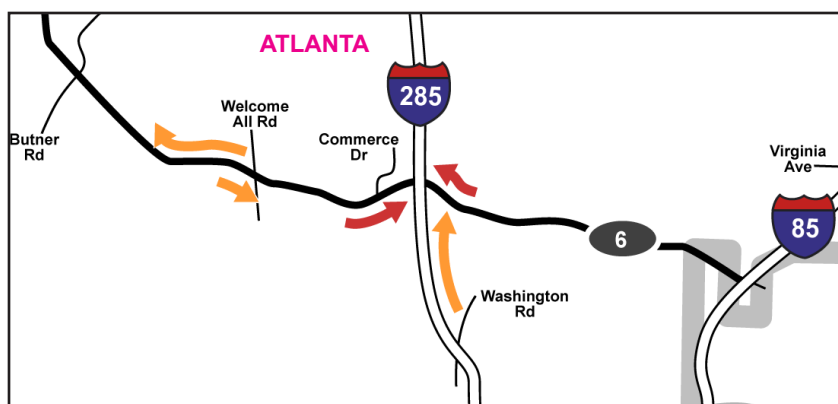 ATLANTA
285
Welcome
All Rd
Butner
Rd
Commerce
Dr
Virginia
Ave
85
6
Washington
Rd